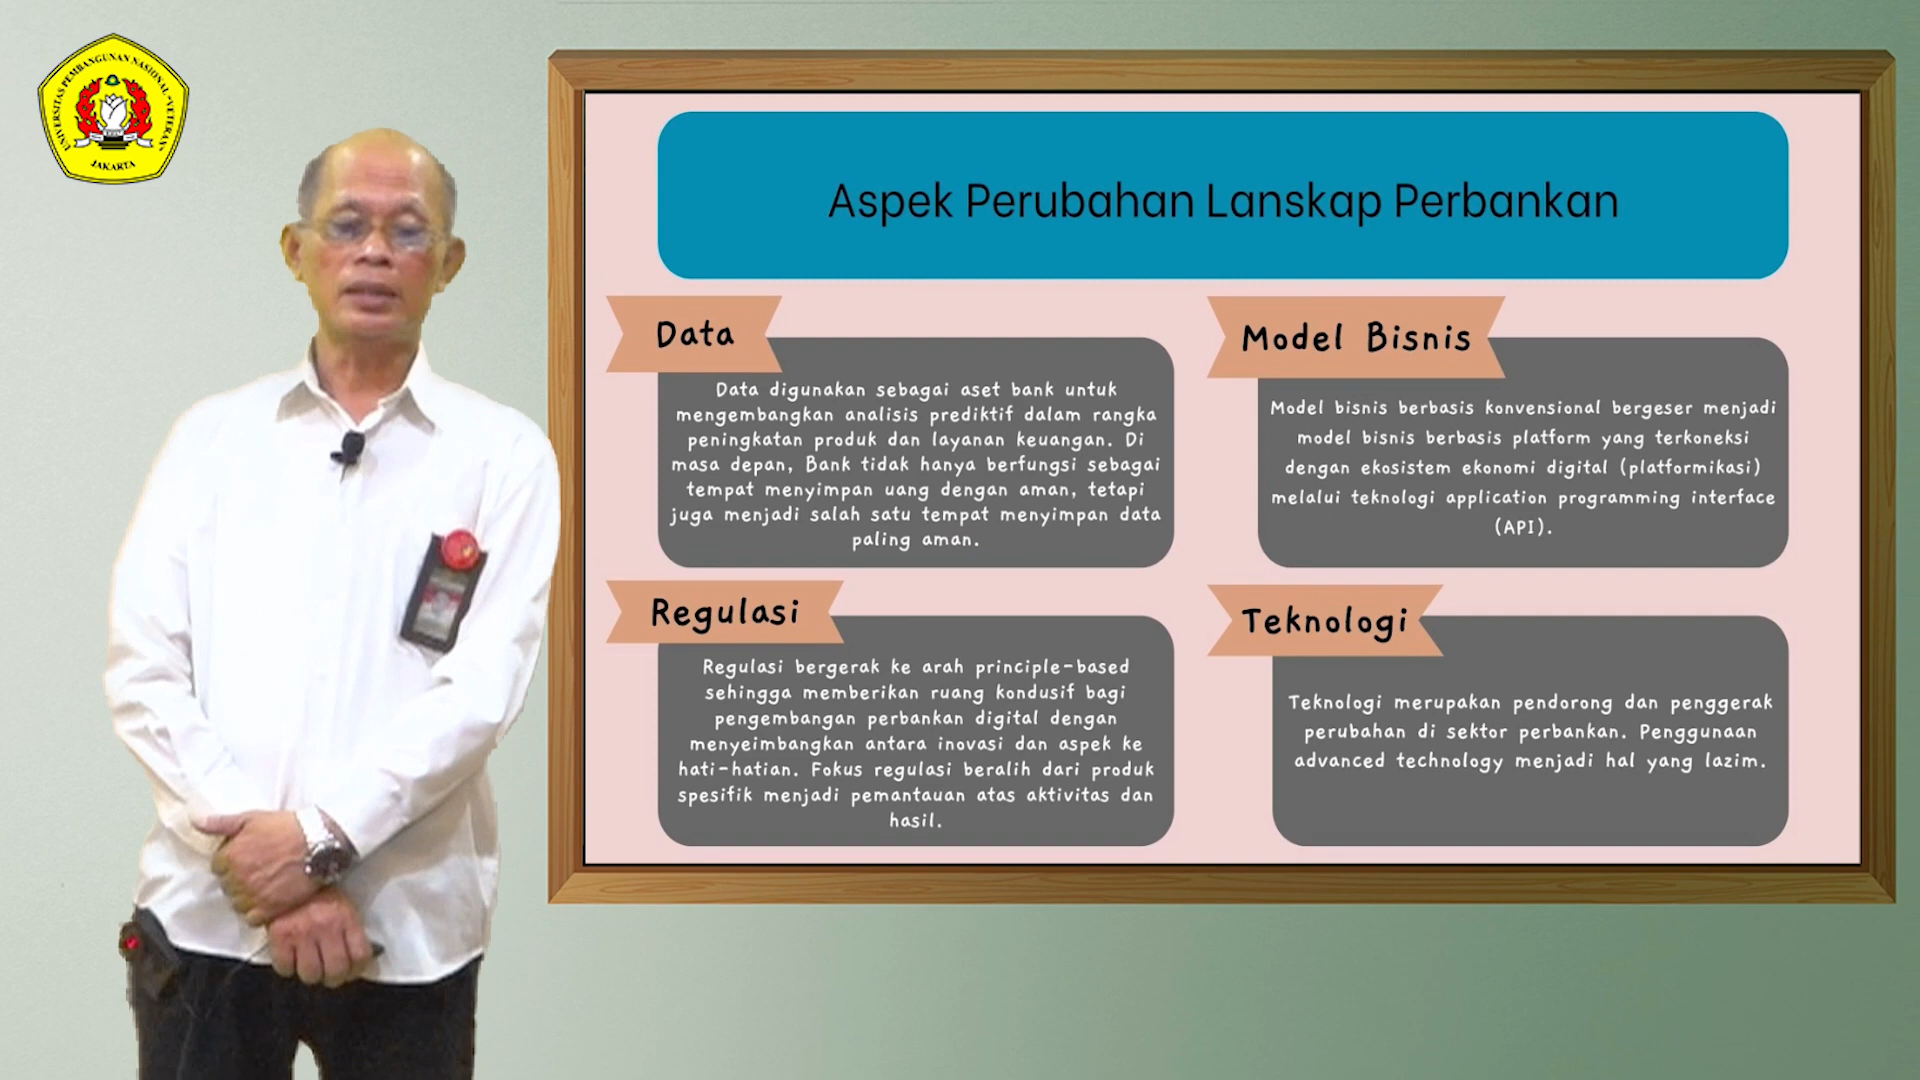 UNIVERSITAS PEMBANGUNAN NASIONAL "VETERAN"
JAKARTA
Aspek Perubahan Lanskap Perbankan
Data
Data digunakan sebagai aset bank untuk
mengembangkan analisis prediktif dalam rangka
peningkatan produk dan layanan keuangan. Di
masa depan, Bank tidak hanya berfungsi sebagai
tempat menyimpan uang dengan aman, tetapi
juga menjadi salah satu tempat menyimpan data
paling aman.
Model Bisnis
Model bisnis berbasis konvensional bergeser menjadi
model bisnis berbasis platform yang terkoneksi
dengan ekosistem ekonomi digital (platformikasi)
melalui teknologi application programming interface
(API).
Regulasi
Regulasi bergerak ke arah principle-based
sehingga memberikan ruang kondusif bagi
pengembangan perbankan digital dengan
menyeimbangkan antara inovasi dan aspek ke
hati-hatian. Fokus regulasi beralih dari produk
spesifik menjadi pemantauan atas aktivitas dan
hasil.
Teknologi
Teknologi merupakan pendorong dan penggerak
perubahan di sektor perbankan. Penggunaan
advanced technology menjadi hal yang lazim.